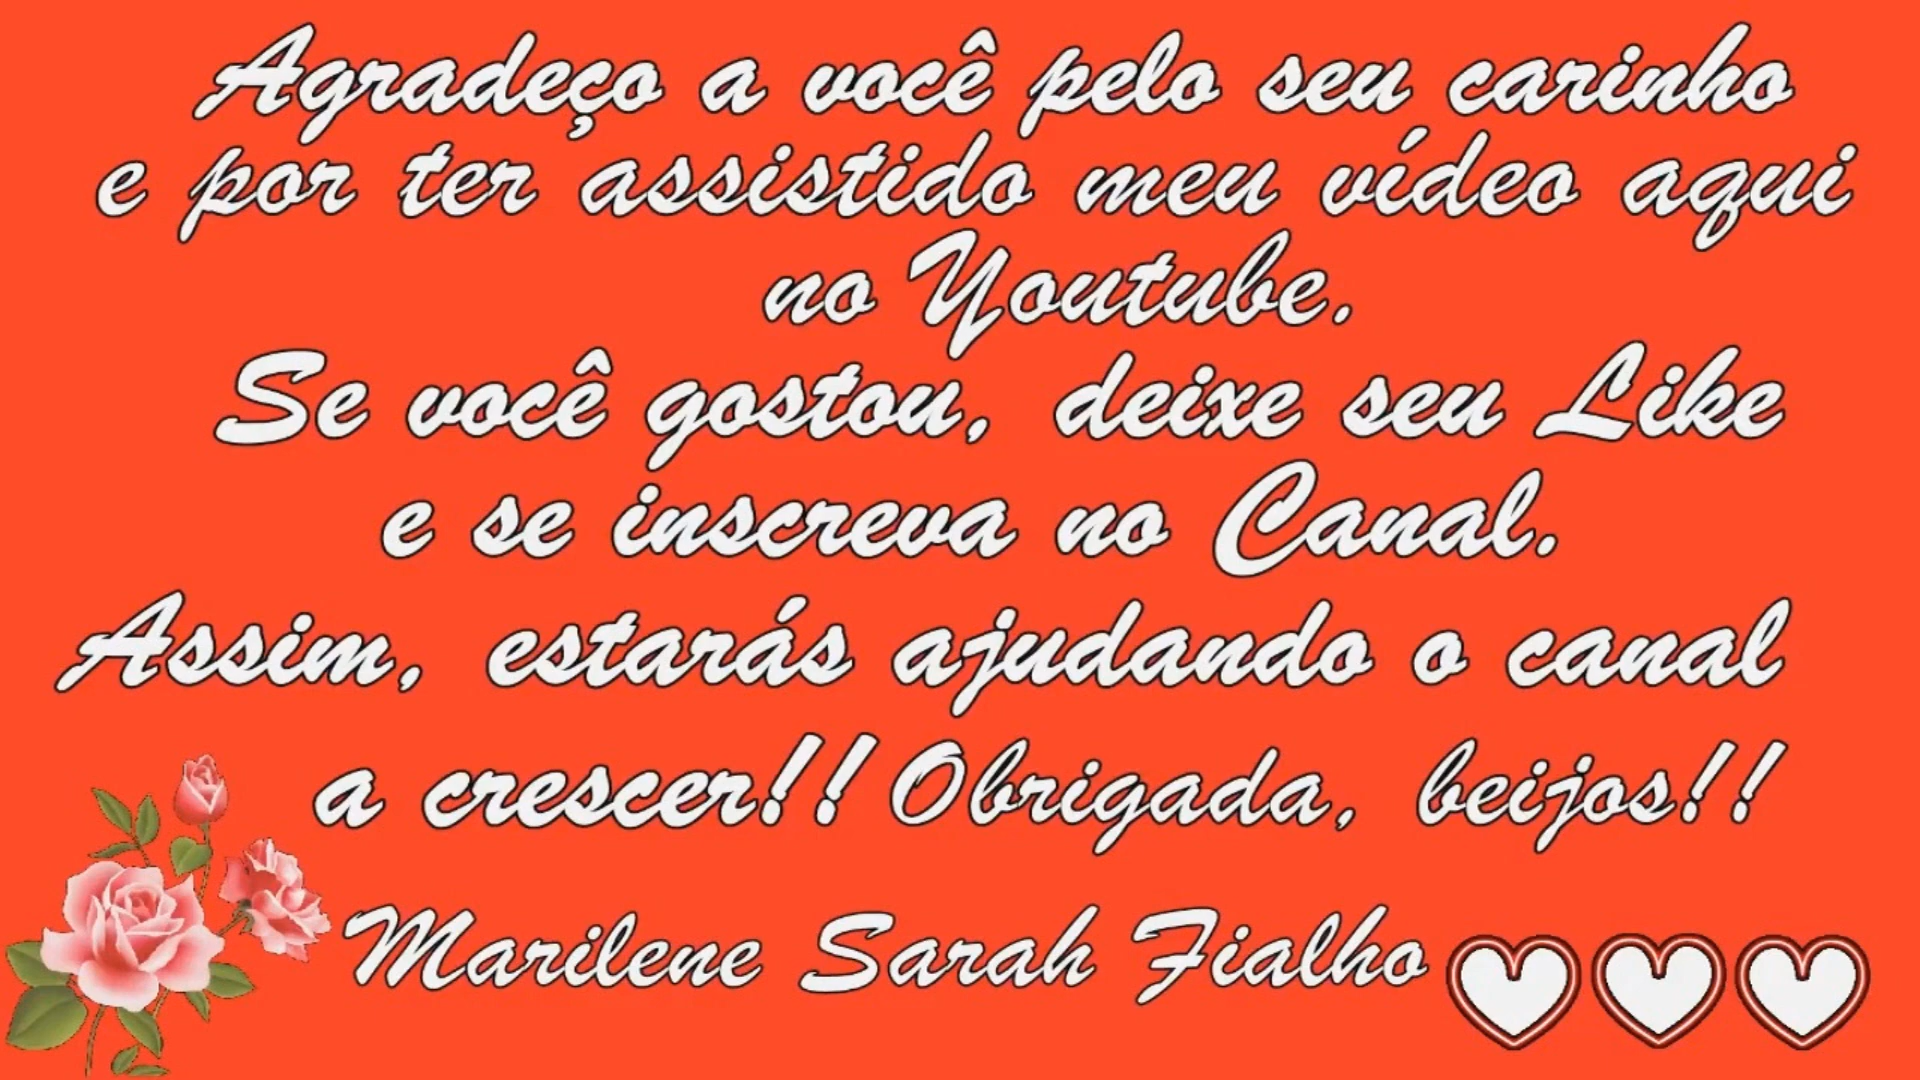 Agradeço a você pelo seu carinho
e por ter assistido meu vídeo aqui
no Youtube.
Se você gostou, deixe seu Like
e se inscreva no Canal.
Assim, estarás ajudando o canal
a crescer!! Obrigada, beijos!!
Marilene Sarah Fialho